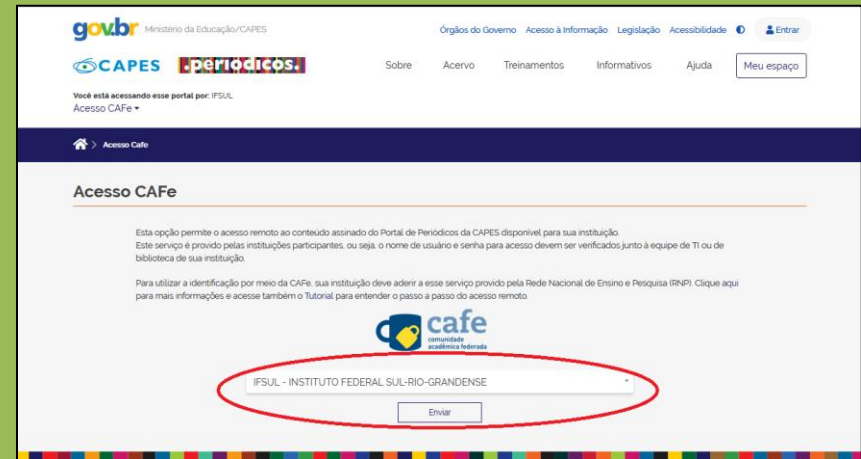 gov.br Ministério da Educação/CAPES Órgãos do Governo Acesso à Informação Legislação Acessibilidade Entrar
CAPES .periódicos. Sobre Acervo Treinamentos Informativos Ajuda Meu espaço
Você está acessando esse portal por: IFSUL
Acesso CAFe
> Acesso Cafe
Acesso CAFe
Esta opção permite o acesso remoto ao conteúdo assinado do Portal de Periódicos da CAPES disponível para sua instituição.
Este serviço é provido pelas instituições participantes, ou seja, o nome de usuário e senha para acesso devem ser verificados junto à equipe de TI ou de
biblioteca de sua instituição.
Para utilizar a identificação por meio da CAFe, sua instituição deve aderir a esse serviço provido pela Rede Nacional de Ensino e Pesquisa (RNP). Clique aqui
para mais informações e acesse também o Tutorial para entender o passo a passo do acesso remoto.
cafe
comunidade
acadêmica federada
IFSUL - INSTITUTO FEDERAL SUL-RIO-GRANDENSE
Enviar